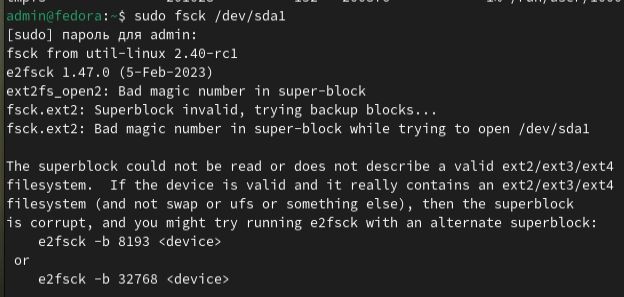 admin@fedora:~$ sudo fsck /dev/sda1
[sudo] пароль для admin:
fsck from util-linux 2.40-rc1
e2fsck 1.47.0 (5-Feb-2023)
ext2fs_open2: Bad magic number in super-block
fsck.ext2: Superblock invalid, trying backup blocks...
fsck.ext2: Bad magic number in super-block while trying to open /dev/sda1

The superblock could not be read or does not describe a valid ext2/ext3/ext4
filesystem.  If the device is valid and it really contains an ext2/ext3/ext4
filesystem (and not swap or ufs or something else), then the superblock
is corrupt, and you might try running e2fsck with an alternate superblock:
    e2fsck -b 8193 <device>
 or
    e2fsck -b 32768 <device>